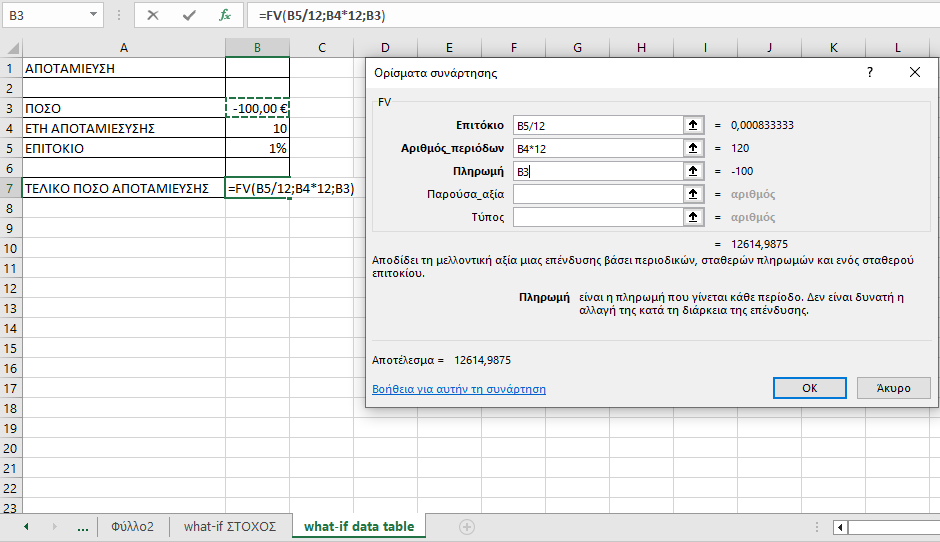 B3 fx =FV(B5/12;B4*12;B3)
A B C D E F G H I J K L
1 ΑΠΟΤΑΜΙΕΥΣΗ
2
3 ΠΟΣΟ -100,00 €
4 ΕΤΗ ΑΠΟΤΑΜΙΕΣΥΣΗΣ 10
5 ΕΠΙΤΟΚΙΟ 1%
6
7 ΤΕΛΙΚΟ ΠΟΣΟ ΑΠΟΤΑΜΙΕΥΣΗΣ =FV(B5/12;B4*12;B3)
8
9
10
11
12
13
14
15
16
17
18
19
20
21
22
23
Ορίσματα συνάρτησης ?
FV
Επιτόκιο B5/12 = 0,000833333
Αριθμός_περιόδων B4*12 = 120
Πληρωμή B3 = -100
Παρούσα_αξία = αριθμός
Τύπος = αριθμός
= 12614,9875
Αποδίδει τη μελλοντική αξία μιας επένδυσης βάσει περιοδικών, σταθερών πληρωμών και ενός σταθερού
επιτοκίου.
Πληρωμή είναι η πληρωμή που γίνεται κάθε περίοδο. Δεν είναι δυνατή η
αλλαγή της κατά τη διάρκεια της επένδυσης.
Αποτέλεσμα = 12614,9875
Βοήθεια για αυτήν τη συνάρτηση OK Άκυρο
... Φύλλο2 what-if ΣΤΟΧΟΣ what-if data table